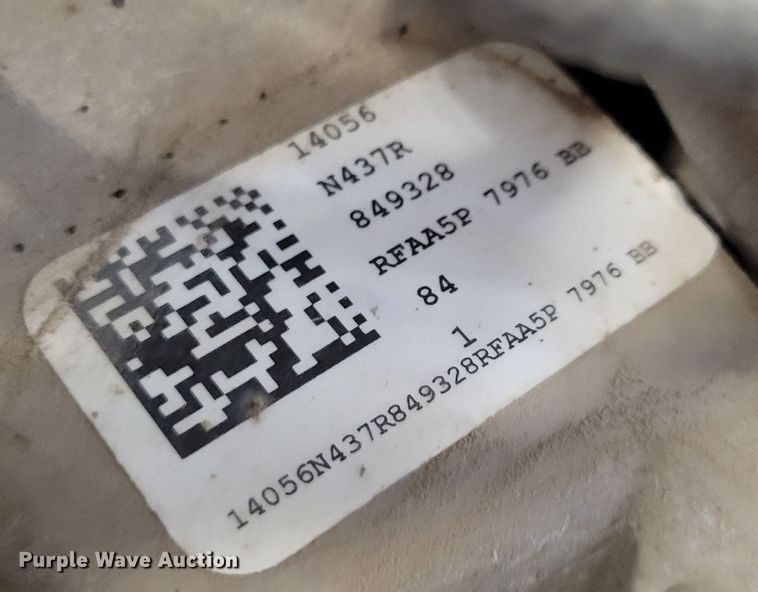 14056
N437R
849328
RFAA5P 7976 BB
84
1
14056N437R849328RFAA5P 7976 BB
Purple Wave Auction